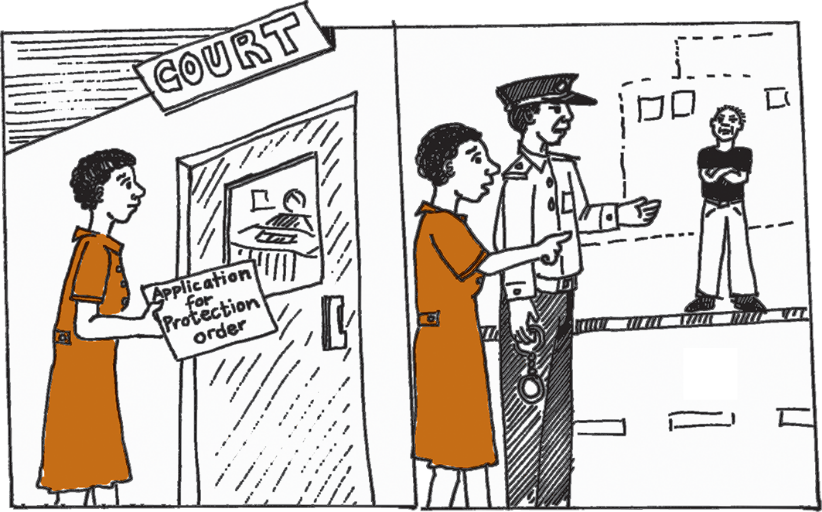 COURT
Application
for
Protection
order